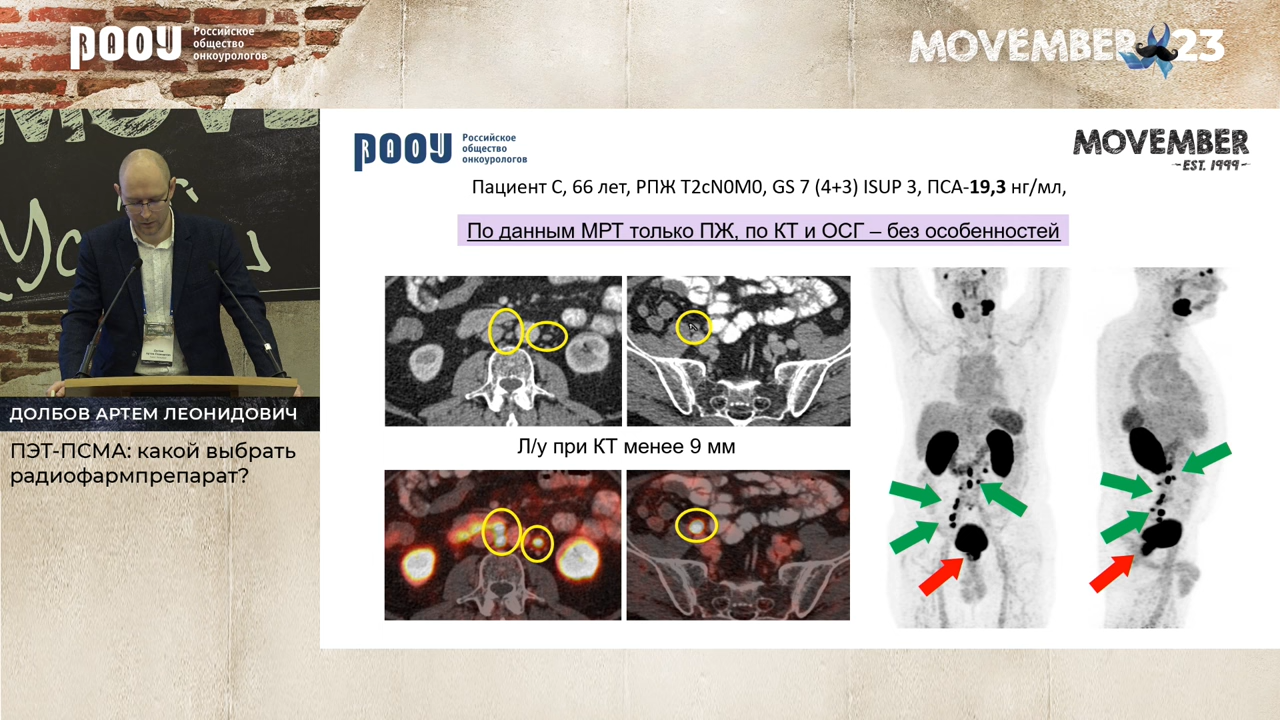 РООУ
RAOU
Российское
общество
онкоурологов
MOVEMBER 23
РООУ
RAOU
Российское
общество
онкоурологов
MOVEMBER
EST. 1999
Пациент С, 66 лет, РПЖ T2cN0M0, GS 7 (4+3) ISUP 3, ПСА-19,3 нг/мл,
По данным МРТ только ПЖ, по КТ и ОСГ – без особенностей
Л/у при КТ менее 9 мм
ДОЛБОВ АРТЕМ ЛЕОНИДОВИЧ
ПЭТ-ПСМА: какой выбрать
радиофармпрепарат?